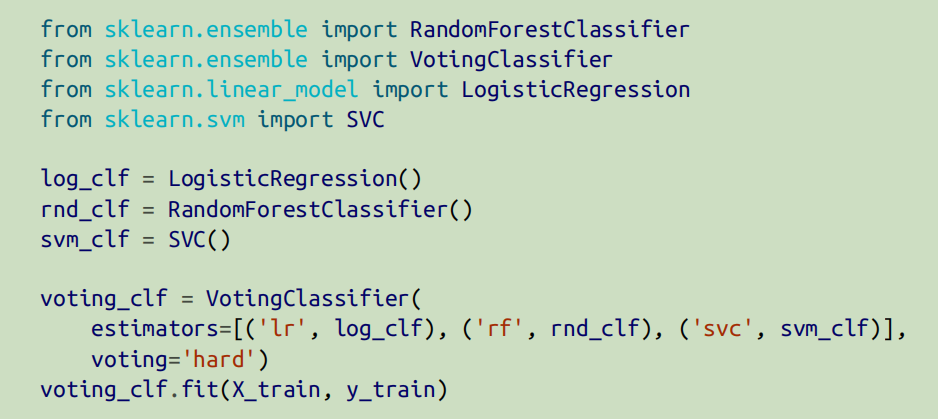 from sklearn.ensemble import RandomForestClassifier
from sklearn.ensemble import VotingClassifier
from sklearn.linear_model import LogisticRegression
from sklearn.svm import SVC

log_clf = LogisticRegression()
rnd_clf = RandomForestClassifier()
svm_clf = SVC()

voting_clf = VotingClassifier(
    estimators=[('lr', log_clf), ('rf', rnd_clf), ('svc', svm_clf)],
    voting='hard')
voting_clf.fit(X_train, y_train)